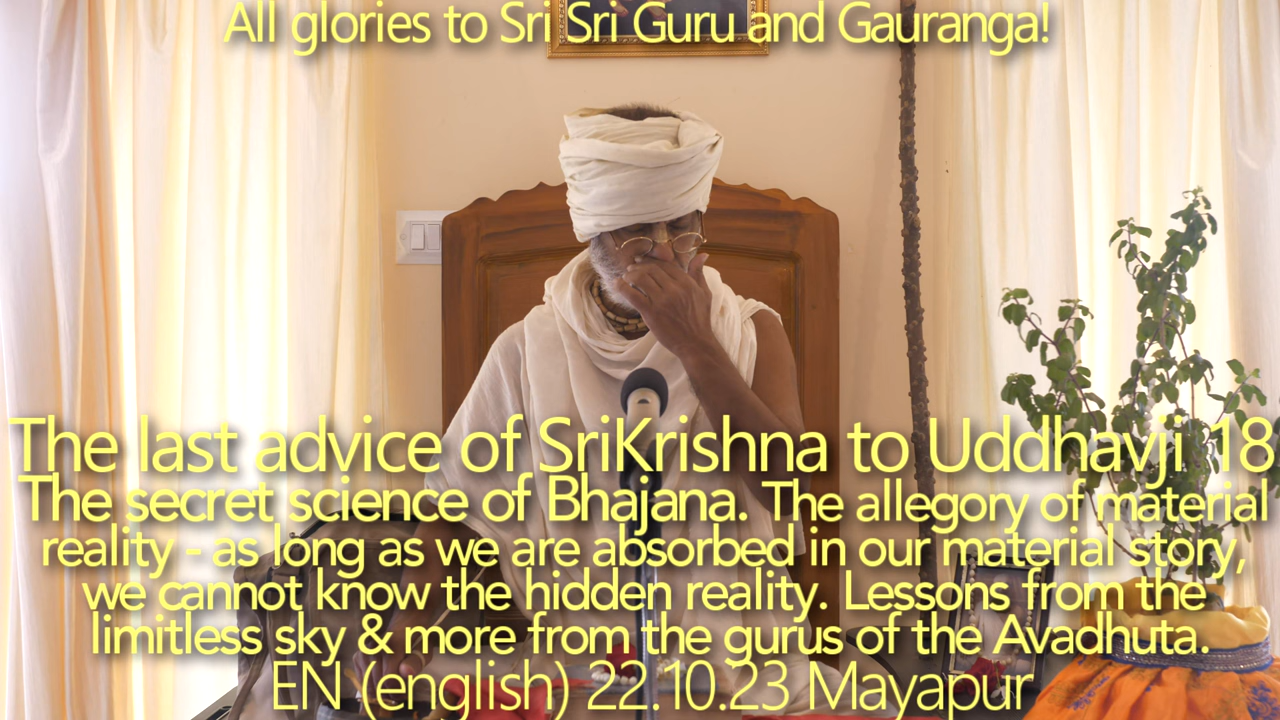 All glories to Sri Sri Guru and Gauranga!
The last advice of SriKrishna to Uddhavji 18
The secret science of Bhajana. The allegory of material
reality - as long as we are absorbed in our material story,
we cannot know the hidden reality. Lessons from the
limitless sky & more from the gurus of the Avadhuta.
EN (english) 22.10.23 Mayapur